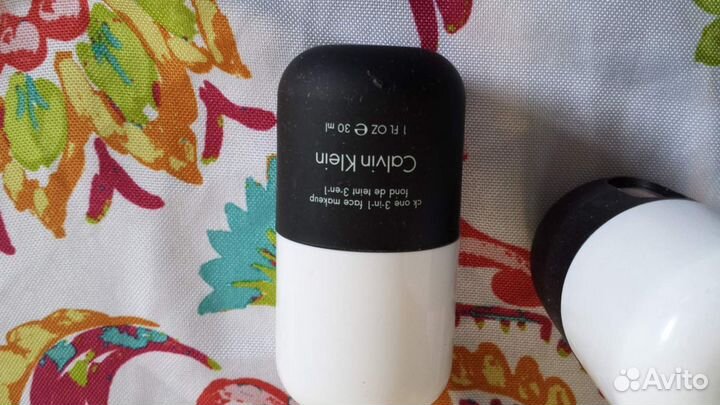 ck one 3-in-1 face makeup
fond de teint 3-en-1
Calvin Klein
1 FL OZ ℮ 30 ml
Avito